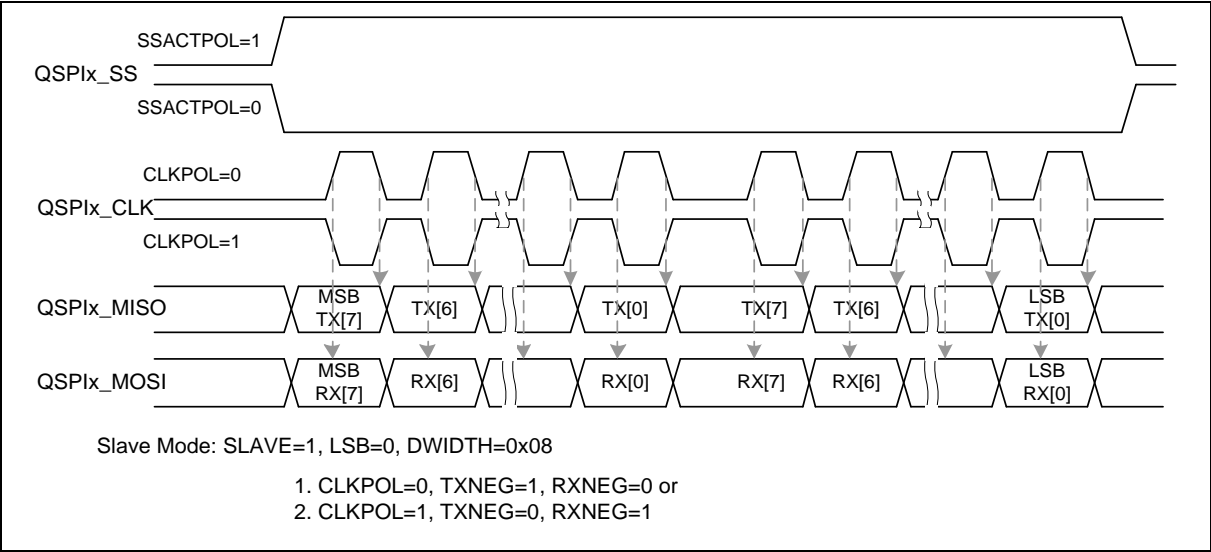 SSACTPOL=1
QSPIx_SS
SSACTPOL=0
CLKPOL=0
QSPIx_CLK
CLKPOL=1
QSPIx_MISO
MSB
TX[7]
TX[6]
TX[0]
TX[7]
TX[6]
LSB
TX[0]
QSPIx_MOSI
MSB
RX[7]
RX[6]
RX[0]
RX[7]
RX[6]
LSB
RX[0]
Slave Mode: SLAVE=1, LSB=0, DWIDTH=0x08
1. CLKPOL=0, TXNEG=1, RXNEG=0 or
2. CLKPOL=1, TXNEG=0, RXNEG=1